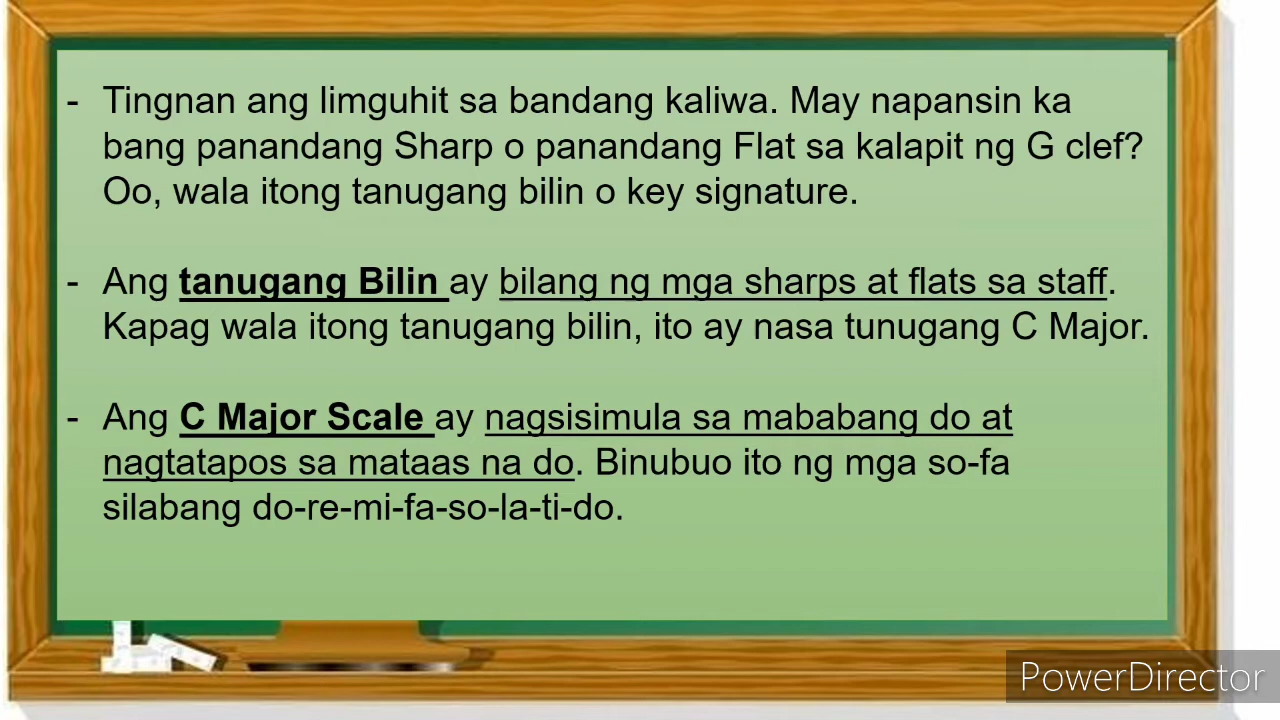 - Tingnan ang limguhit sa bandang kaliwa. May napansin ka
bang panandang Sharp o panandang Flat sa kalapit ng G clef?
Oo, wala itong tanugang bilin o key signature.
- Ang tanugang Bilin ay bilang ng mga sharps at flats sa staff.
Kapag wala itong tanugang bilin, ito ay nasa tunugang C Major.
- Ang C Major Scale ay nagsisimula sa mababang do at
nagtatapos sa mataas na do. Binubuo ito ng mga so-fa
silabang do-re-mi-fa-so-la-ti-do.
PowerDirector